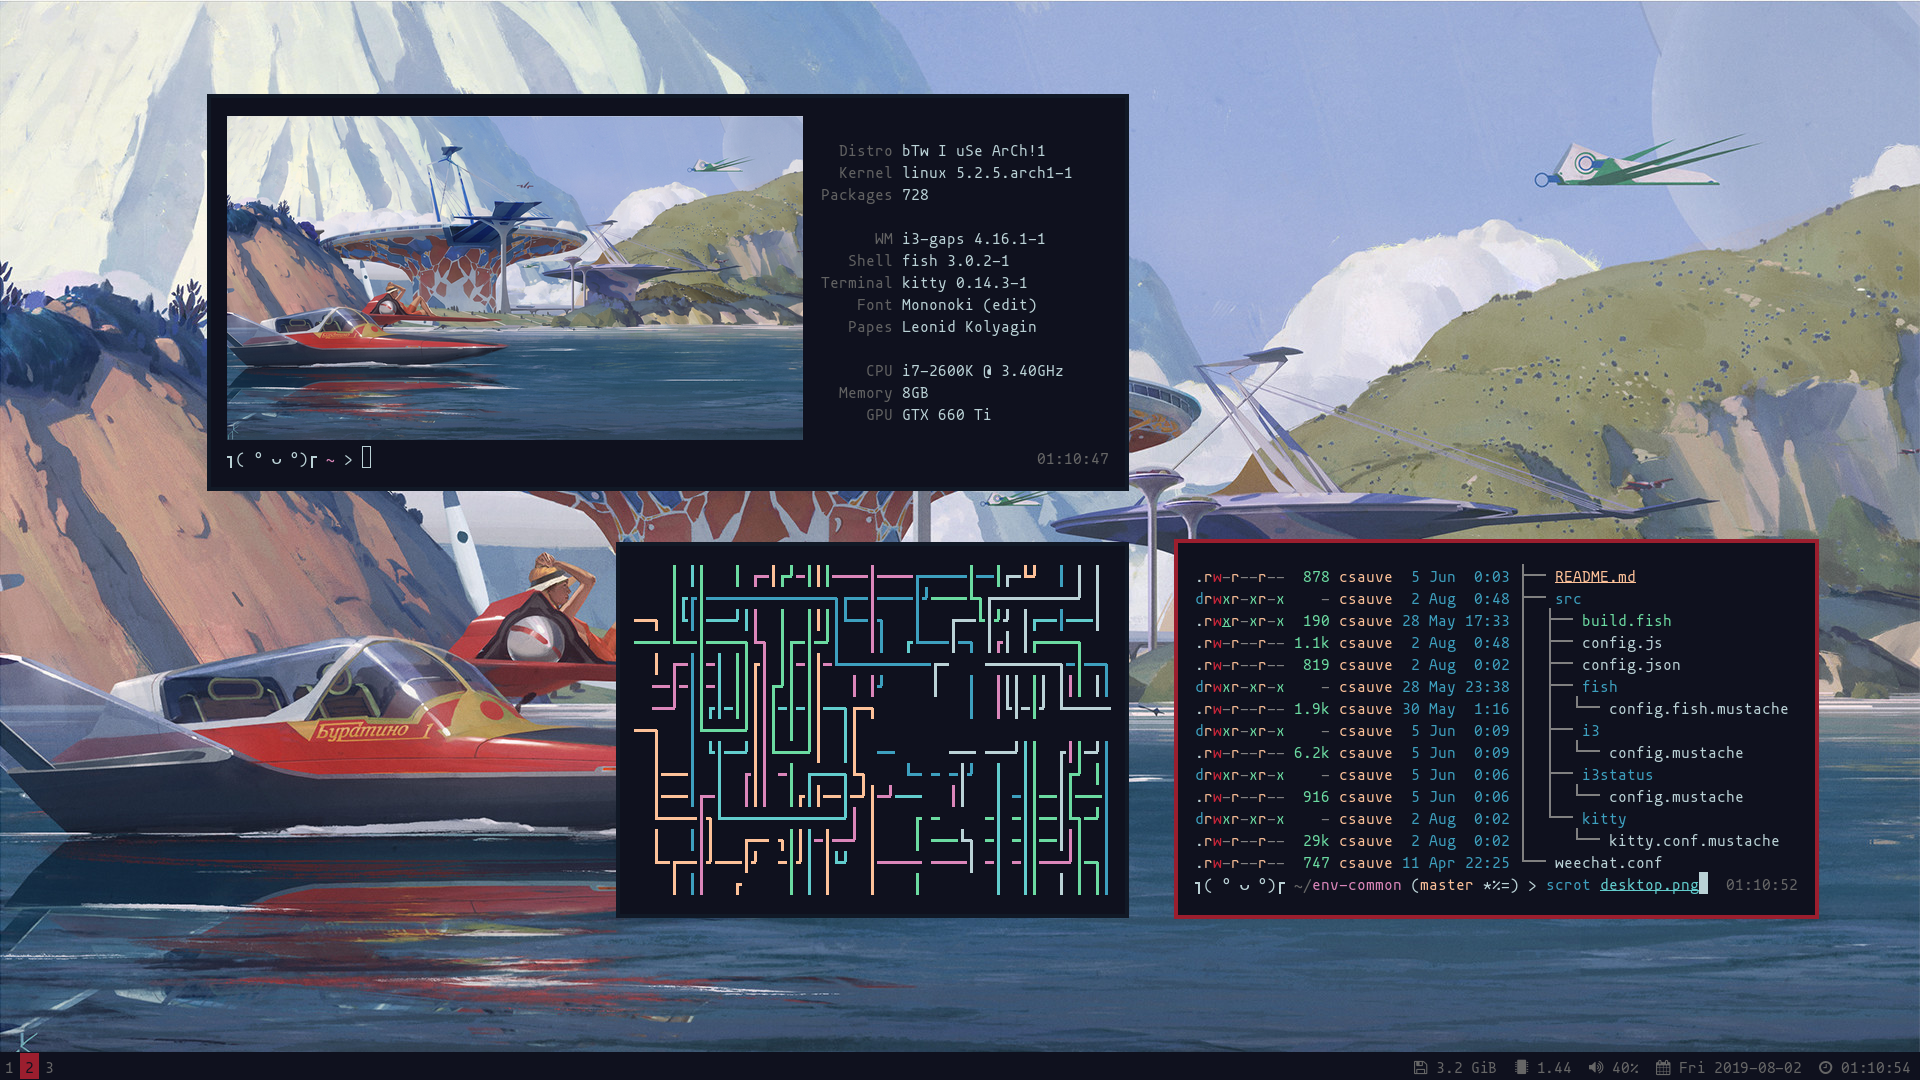 Distro bTw I uSe ArCh!1
Kernel linux 5.2.5.arch1-1
Packages 728
WM i3-gaps 4.16.1-1
Shell fish 3.0.2-1
Terminal kitty 0.14.3-1
Font Mononoki (edit)
Papes Leonid Kolyagin
CPU i7-2600K @ 3.40GHz
Memory 8GB
GPU GTX 660 Ti
┓( ° ᴗ °)┏ ~ > 01:10:47
Буратино I
.rw-r--r-- 878 csauve 5 Jun 0:03 ├── README.md
drwxr-xr-x - csauve 2 Aug 0:48 ├── src
.rwxr-xr-x 190 csauve 28 May 17:33 │ ├── build.fish
.rw-r--r-- 1.1k csauve 2 Aug 0:48 │ ├── config.js
.rw-r--r-- 819 csauve 2 Aug 0:02 │ ├── config.json
drwxr-xr-x - csauve 28 May 23:38 │ ├── fish
.rw-r--r-- 1.9k csauve 30 May 1:16 │ │ └── config.fish.mustache
drwxr-xr-x - csauve 5 Jun 0:09 │ ├── i3
.rw-r--r-- 6.2k csauve 5 Jun 0:09 │ │ └── config.mustache
drwxr-xr-x - csauve 5 Jun 0:06 │ ├── i3status
.rw-r--r-- 916 csauve 5 Jun 0:06 │ │ └── config.mustache
drwxr-xr-x - csauve 2 Aug 0:02 │ └── kitty
.rw-r--r-- 29k csauve 2 Aug 0:02 │ └── kitty.conf.mustache
.rw-r--r-- 747 csauve 11 Apr 22:25 └── weechat.conf
┓( ° ᴗ °)┏ ~/env-common (master *%=) > scrot desktop.png 01:10:52
1 2 3 3.2 GiB 1.44 40% Fri 2019-08-02 01:10:54